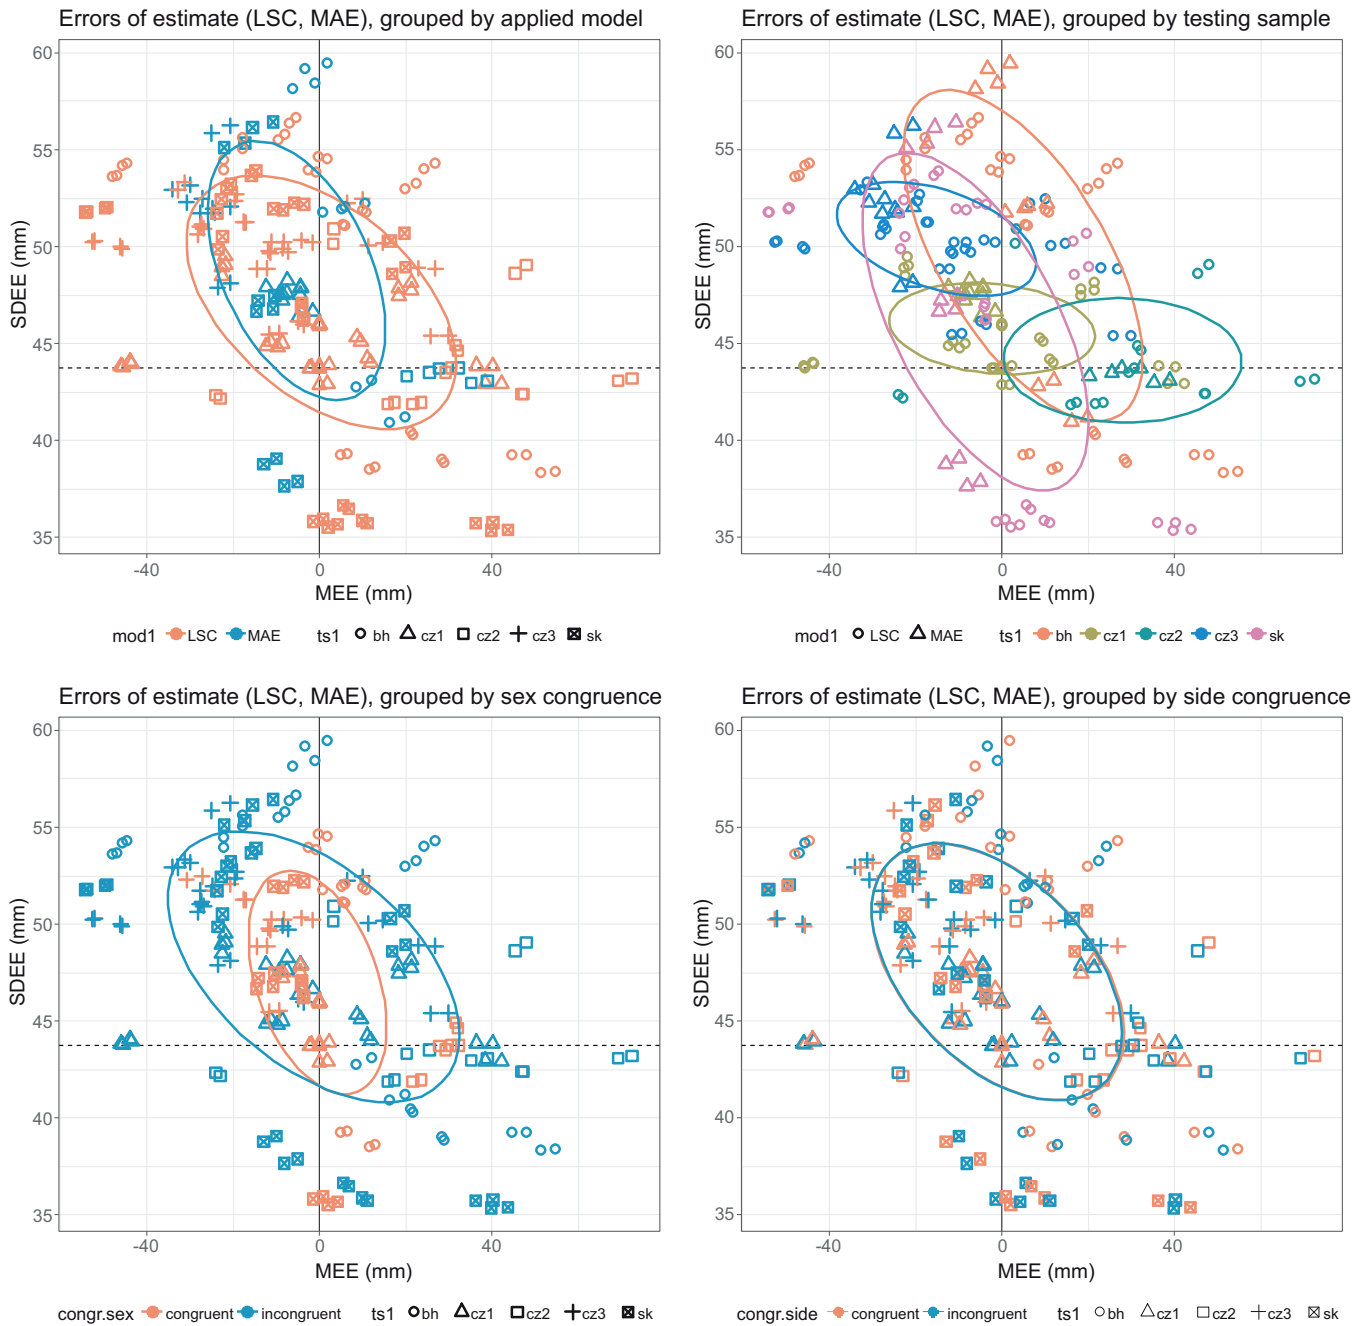 Errors of estimate (LSC, MAE), grouped by applied model
60
55
50
45
40
35
SDEE (mm)
-40 0 40
MEE (mm)
mod1 LSC MAE ts1 bh cz1 cz2 cz3 sk
Errors of estimate (LSC, MAE), grouped by testing sample
60
55
50
45
40
35
SDEE (mm)
-40 0 40
MEE (mm)
mod1 LSC MAE ts1 bh cz1 cz2 cz3 sk
Errors of estimate (LSC, MAE), grouped by sex congruence
60
55
50
45
40
35
SDEE (mm)
-40 0 40
MEE (mm)
congr.sex congruent incongruent ts1 bh cz1 cz2 cz3 sk
Errors of estimate (LSC, MAE), grouped by side congruence
60
55
50
45
40
35
SDEE (mm)
-40 0 40
MEE (mm)
congr.side congruent incongruent ts1 bh cz1 cz2 cz3 sk